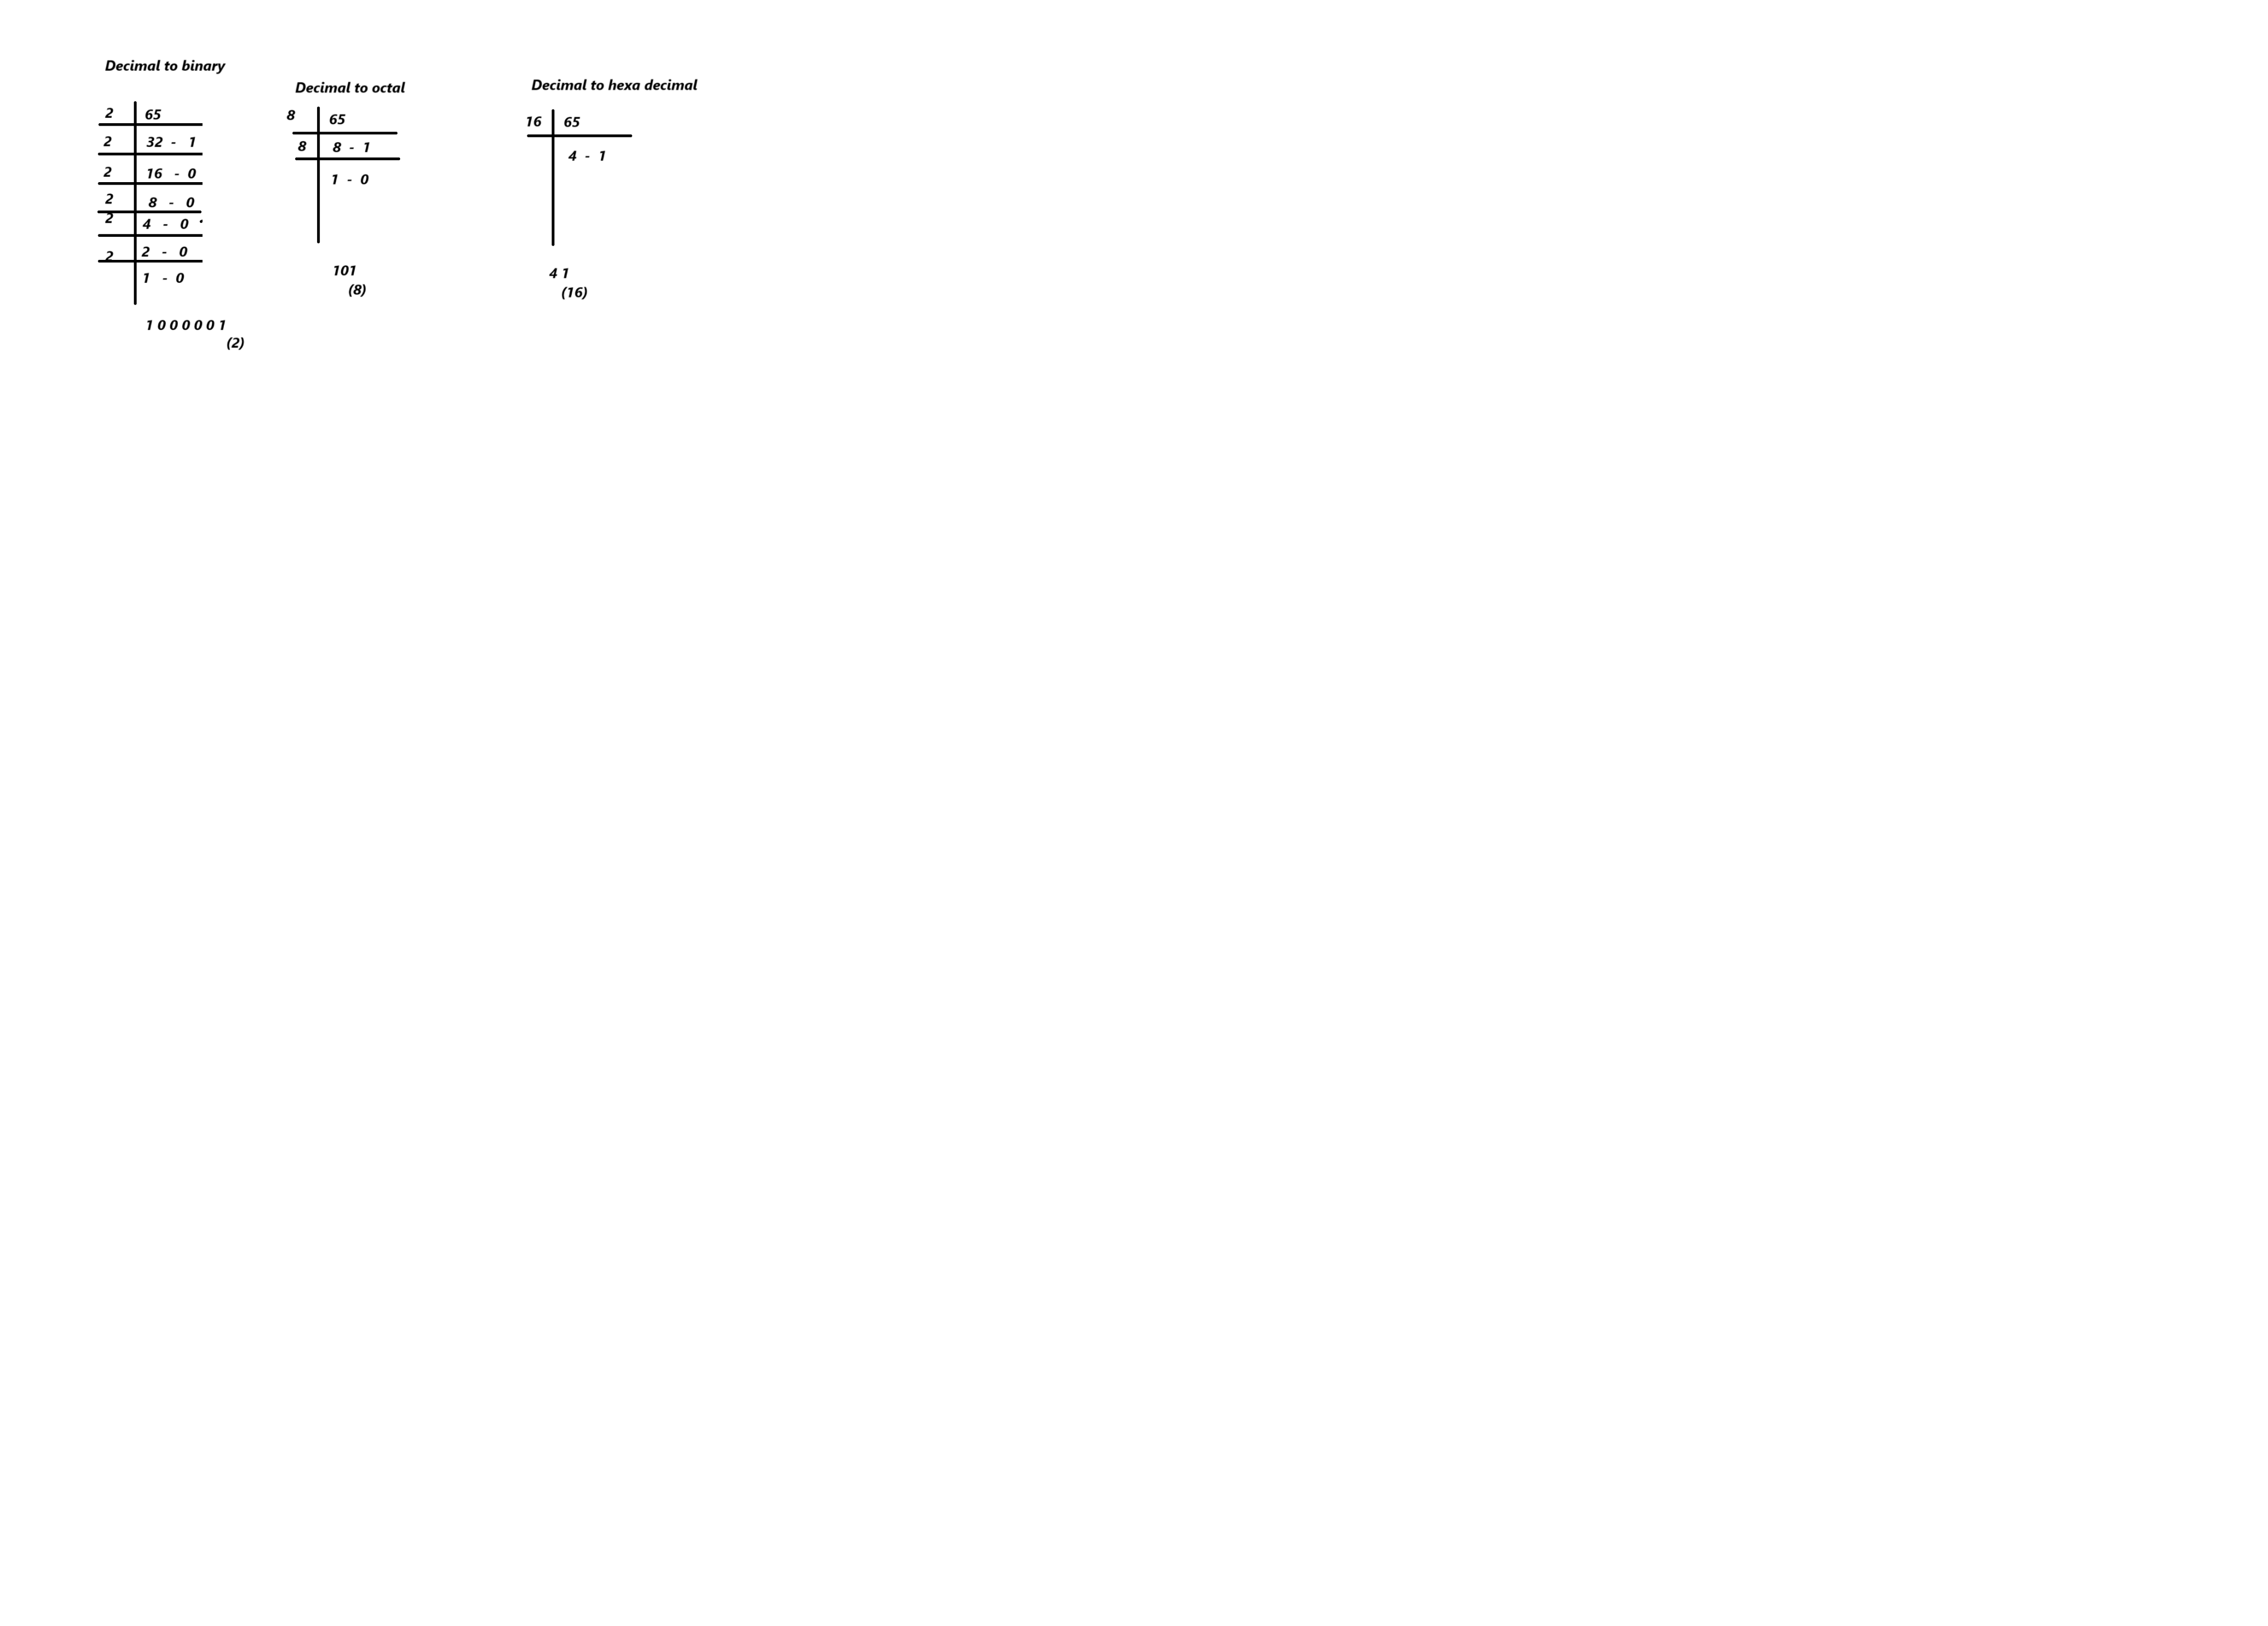 Decimal to binary
2 65
2 32 - 1
2 16 - 0
2 8 - 0
2 4 - 0 .
2 2 - 0
1 - 0
1 0 0 0 0 0 1
(2)
Decimal to octal
8 65
8 8 - 1
1 - 0
101
(8)
Decimal to hexa decimal
16 65
4 - 1
4 1
(16)